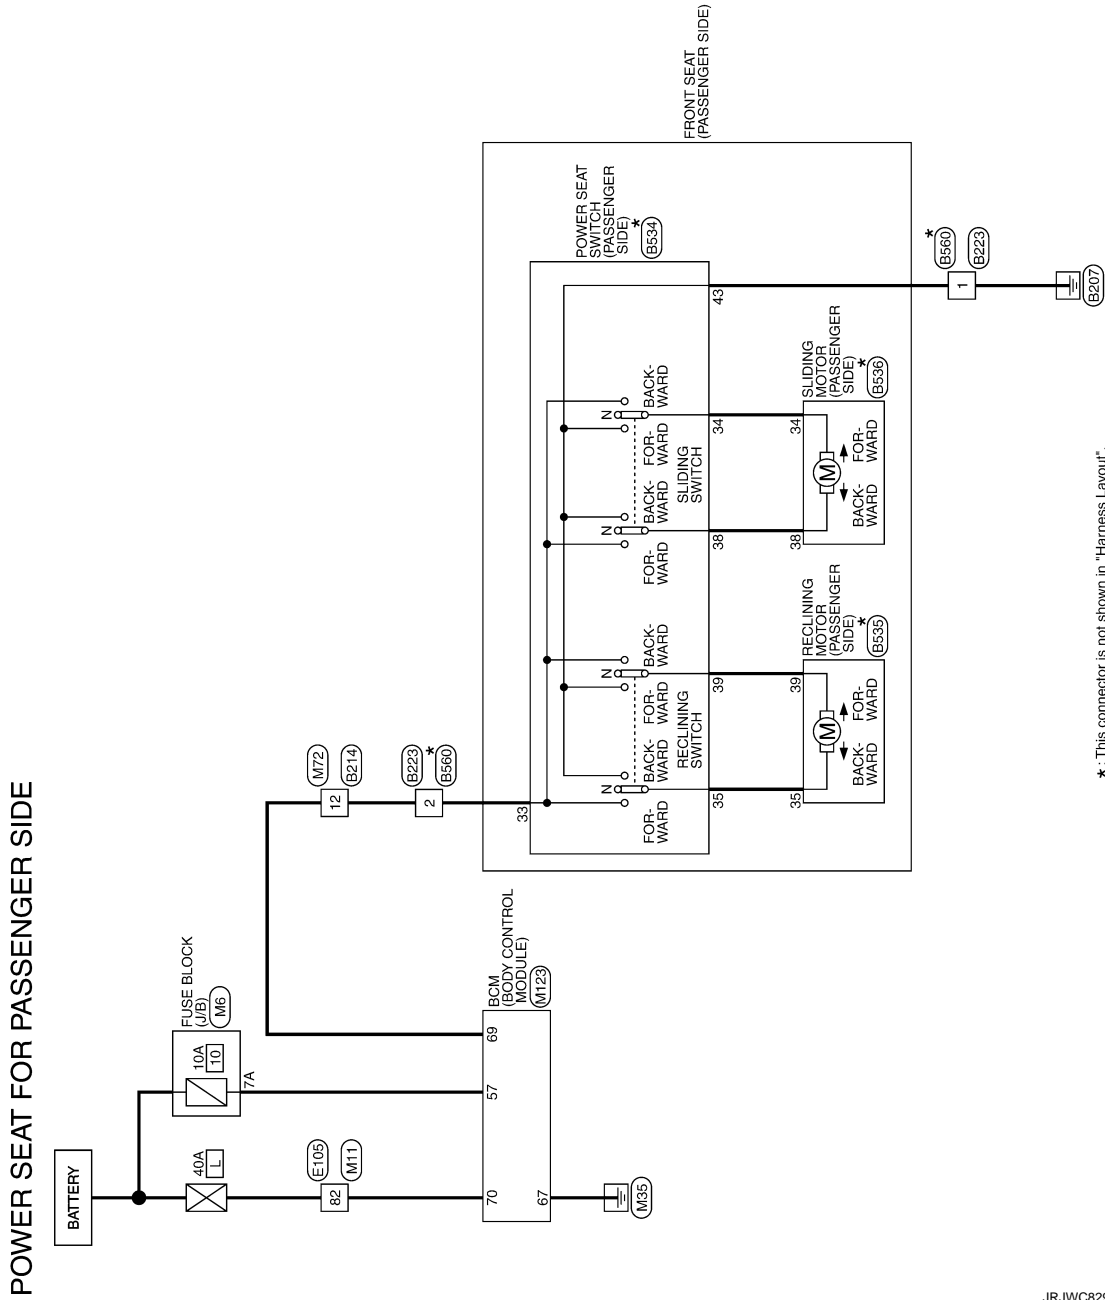 POWER SEAT FOR PASSENGER SIDE
BATTERY
40A
L
FUSE BLOCK
(J/B)
M6
10A
10
7A
E105
82
M11
M72
12
B214
B223
2
*
B560
70
57
69
BCM
(BODY CONTROL
MODULE)
M123
67
M35
33
FRONT SEAT
(PASSENGER SIDE)
POWER SEAT
SWITCH
(PASSENGER
SIDE)
*
B534
N
N
N
N
FOR-
WARD
BACK-
WARD
FOR-
WARD
BACK-
WARD
RECLINING
SWITCH
FOR-
WARD
BACK-
WARD
FOR-
WARD
BACK-
WARD
SLIDING
SWITCH
35
39
38
34
43
35
39
38
34
RECLINING
MOTOR
(PASSENGER
SIDE)
*
B535
M
BACK-
WARD
FOR-
WARD
SLIDING
MOTOR
(PASSENGER
SIDE)
*
B536
M
BACK-
WARD
FOR-
WARD
*
B560
1
B223
B207
* : This connector is not shown in "Harness Layout".
JRJWC829